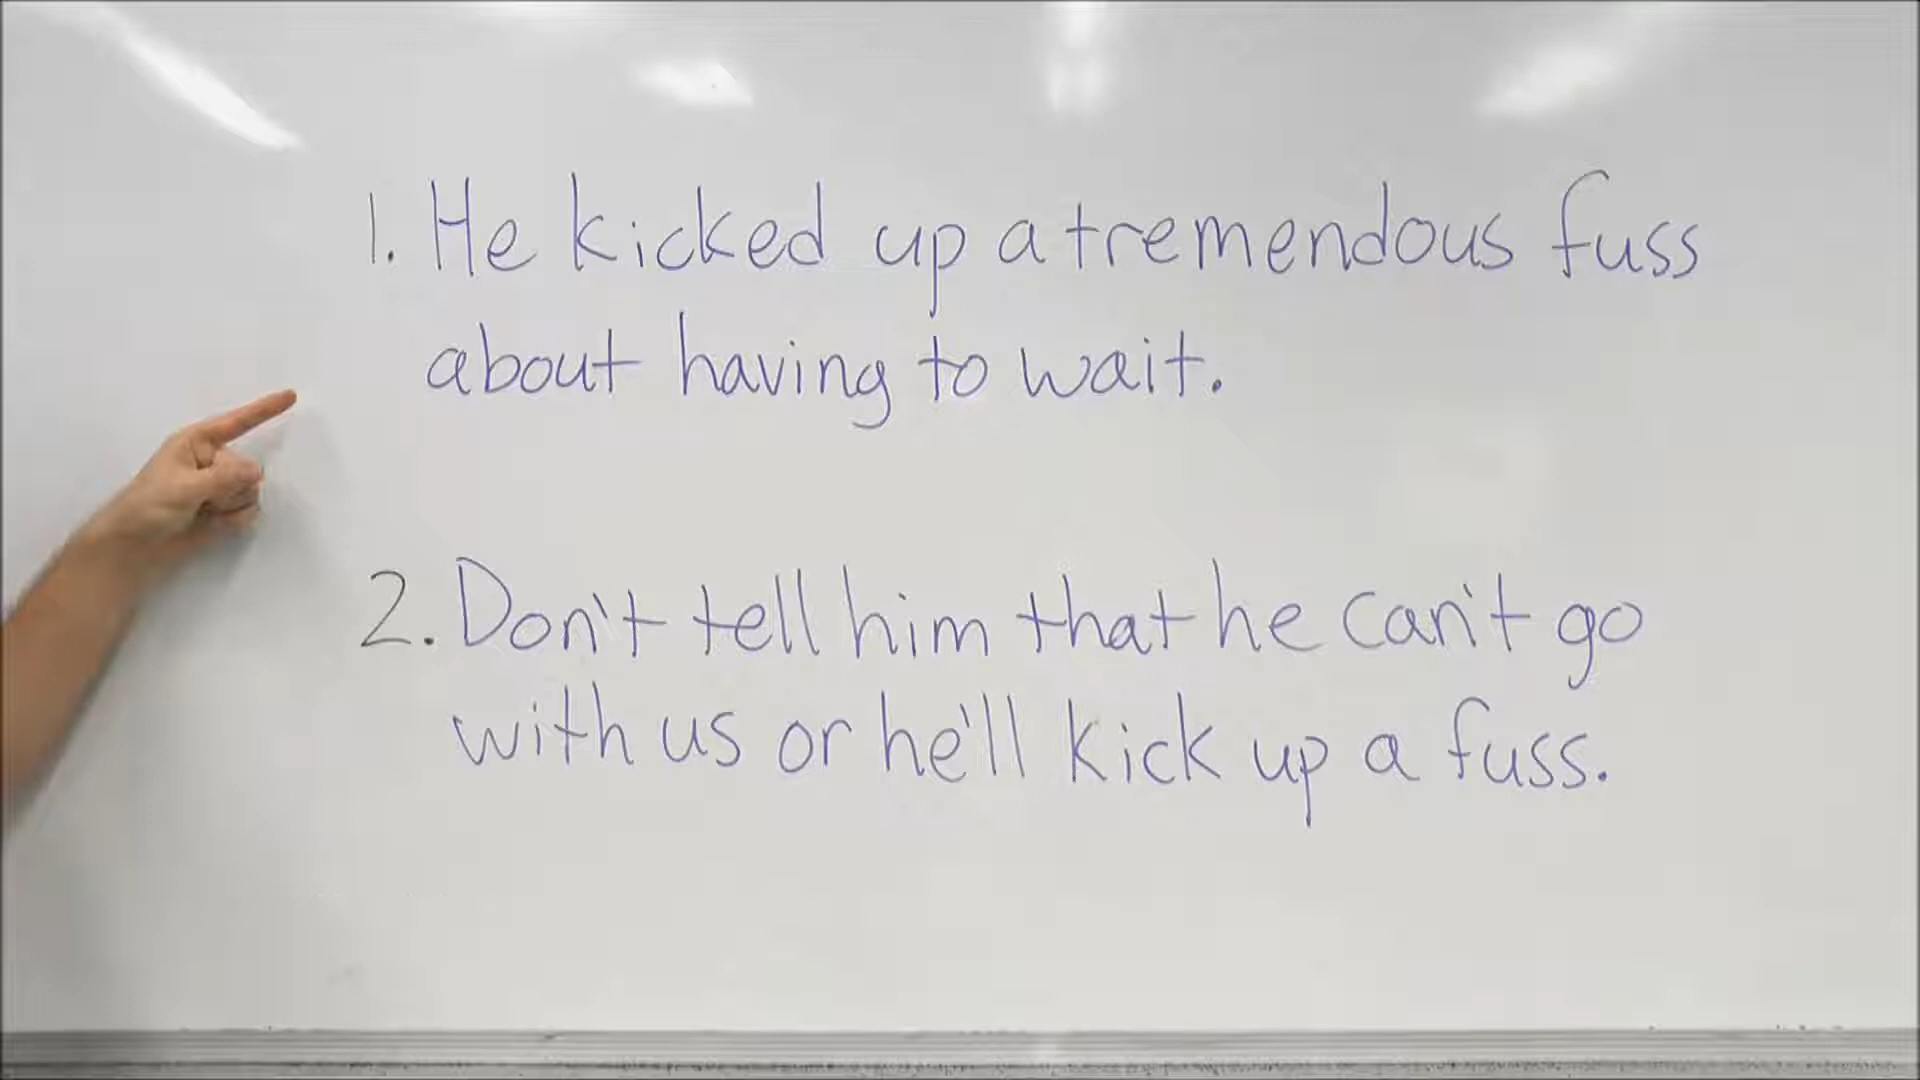 1. He kicked up a tremendous fuss
about having to wait.
2. Don't tell him that he can't go
with us or he'll kick up a fuss.